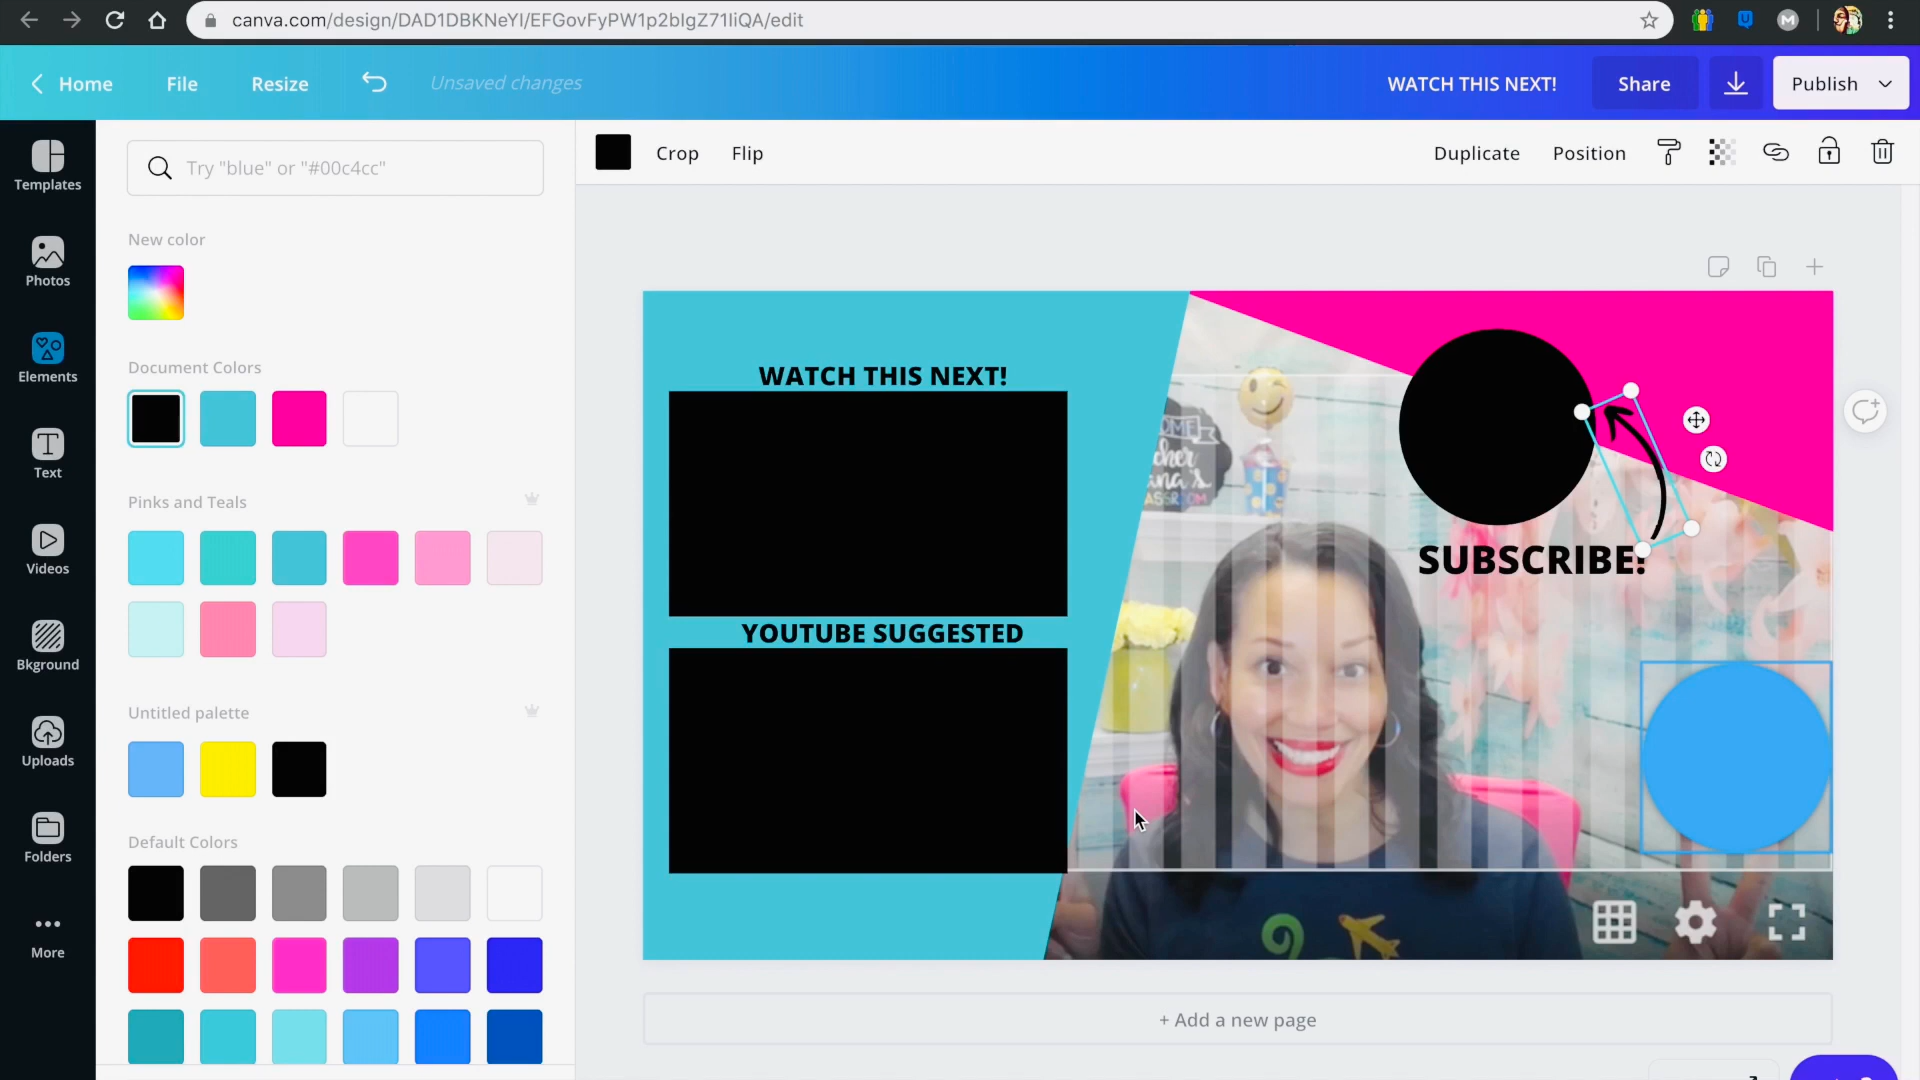 canva.com/design/DAD1DBKNeYI/EFGovFyPW1p2bIgZ71IiQA/edit
Home File Resize Unsaved changes WATCH THIS NEXT! Share Publish
Templates
Photos
Elements
Text
Videos
Bkground
Uploads
Folders
More
Try "blue" or "#00c4cc"
New color
Document Colors
Pinks and Teals
Untitled palette
Default Colors
Crop Flip Duplicate Position
WATCH THIS NEXT!
YOUTUBE SUGGESTED
SUBSCRIBE!
+ Add a new page